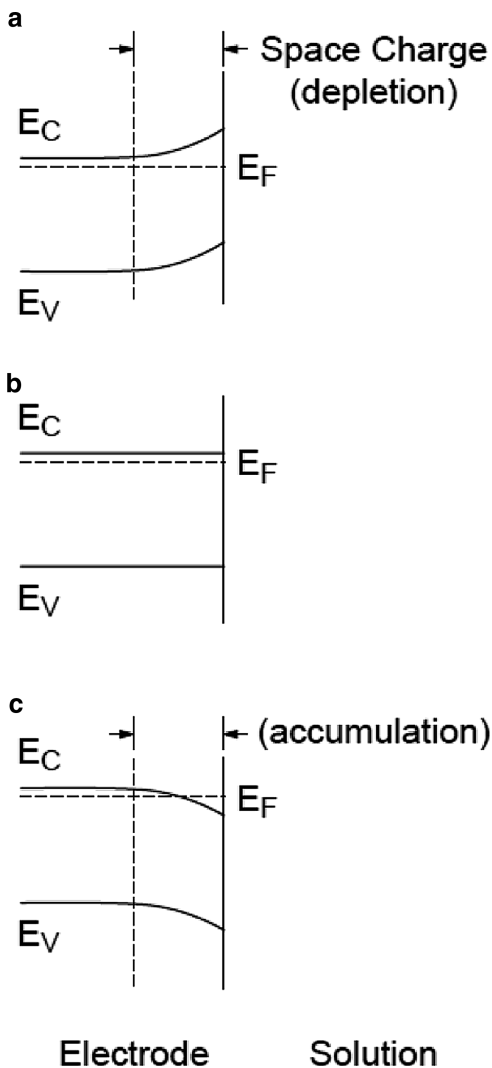 a
Space Charge
(depletion)
E_C
E_F
E_V
b
E_C
E_F
E_V
c
(accumulation)
E_C
E_F
E_V
Electrode Solution